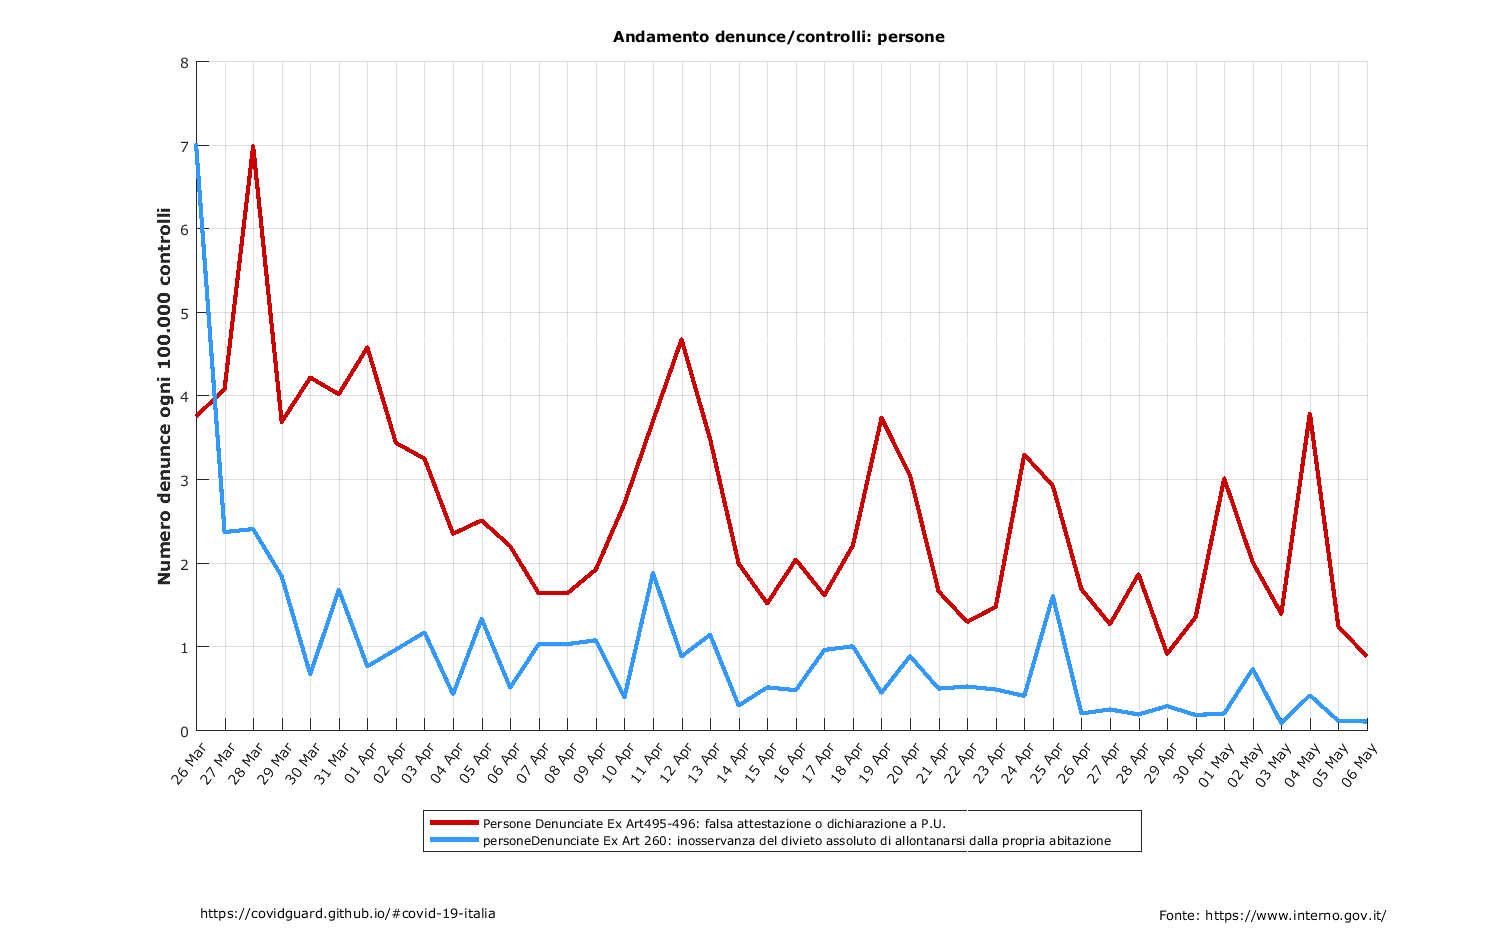 Andamento denunce/controlli: persone
Numero denunce ogni 100.000 controlli
8
7
6
5
4
3
2
1
0
26 Mar
27 Mar
28 Mar
29 Mar
30 Mar
31 Mar
01 Apr
02 Apr
03 Apr
04 Apr
05 Apr
06 Apr
07 Apr
08 Apr
09 Apr
10 Apr
11 Apr
12 Apr
13 Apr
14 Apr
15 Apr
16 Apr
17 Apr
18 Apr
19 Apr
20 Apr
21 Apr
22 Apr
23 Apr
24 Apr
25 Apr
26 Apr
27 Apr
28 Apr
29 Apr
30 Apr
01 May
02 May
03 May
04 May
05 May
06 May
Persone Denunciate Ex Art495-496: falsa attestazione o dichiarazione a P.U.
personeDenunciate Ex Art 260: inosservanza del divieto assoluto di allontanarsi dalla propria abitazione
https://covidguard.github.io/#covid-19-italia
Fonte: https://www.interno.gov.it/